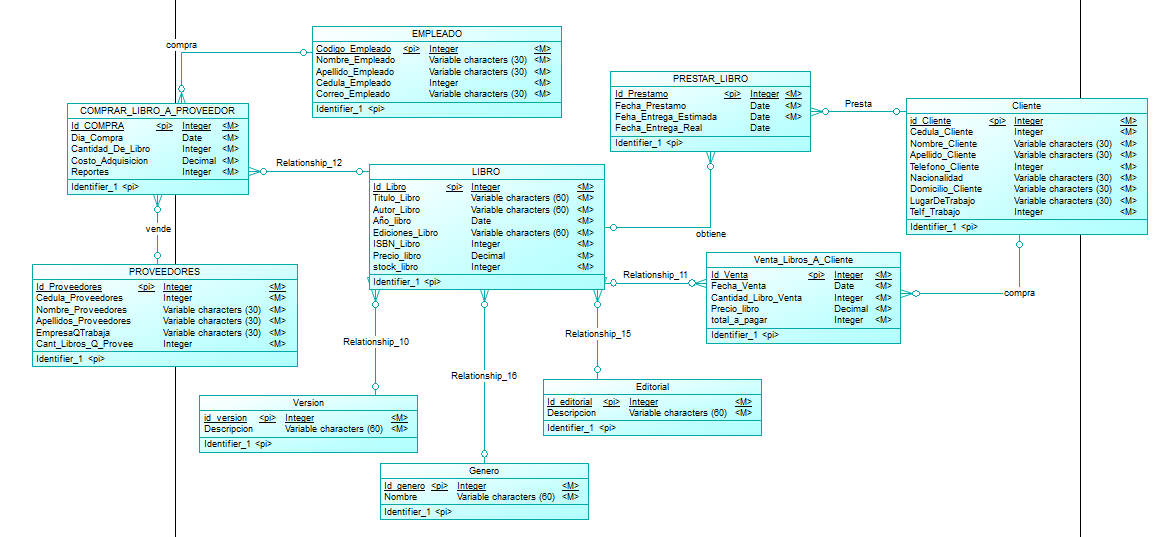 compra
EMPLEADO
Codigo_Empleado <pi> Integer <M>
Nombre_Empleado Variable characters (30) <M>
Apellido_Empleado Variable characters (30) <M>
Cedula_Empleado Integer <M>
Correo_Empleado Variable characters (30) <M>
Identifier_1 <pi>
COMPRAR_LIBRO_A_PROVEEDOR
Id_COMPRA <pi> Integer <M>
Dia_Compra Date <M>
Cantidad_De_Libro Integer <M>
Costo_Adquisicion Decimal <M>
Reportes Integer <M>
Identifier_1 <pi>
PRESTAR_LIBRO
Id_Prestamo <pi> Integer <M>
Fecha_Prestamo Date <M>
Feha_Entrega_Estimada Date <M>
Fecha_Entrega_Real Date
Identifier_1 <pi>
Presta
Cliente
id_Cliente <pi> Integer <M>
Cedula_Cliente Integer <M>
Nombre_Cliente Variable characters (30) <M>
Apellido_Cliente Variable characters (30) <M>
Telefono_Cliente Integer <M>
Nacionalidad Variable characters (30) <M>
Domicilio_Cliente Variable characters (30) <M>
LugarDeTrabajo Variable characters (30) <M>
Telf_Trabajo Integer <M>
Identifier_1 <pi>
Relationship_12
LIBRO
Id_Libro <pi> Integer <M>
Titulo_Libro Variable characters (60) <M>
Autor_Libro Variable characters (60) <M>
Año_libro Date <M>
Ediciones_Libro Variable characters (60) <M>
ISBN_Libro Integer <M>
Precio_libro Decimal <M>
stock_libro Integer <M>
Identifier_1 <pi>
vende
obtiene
PROVEEDORES
Id_Proveedores <pi> Integer <M>
Cedula_Proveedores Integer <M>
Nombre_Proveedores Variable characters (30) <M>
Apellidos_Proveedores Variable characters (30) <M>
EmpresaQTrabaja Variable characters (30) <M>
Cant_Libros_Q_Provee Integer <M>
Identifier_1 <pi>
Relationship_11
Venta_Libros_A_Cliente
Id_Venta <pi> Integer <M>
Fecha_Venta Date <M>
Cantidad_Libro_Venta Integer <M>
Precio_libro Decimal <M>
total_a_pagar Integer <M>
Identifier_1 <pi>
compra
Relationship_10
Relationship_15
Relationship_16
Version
id_version <pi> Integer <M>
Descripcion Variable characters (60) <M>
Identifier_1 <pi>
Editorial
Id_editorial <pi> Integer <M>
Descripcion Variable characters (60) <M>
Identifier_1 <pi>
Genero
Id_genero <pi> Integer <M>
Nombre Variable characters (60) <M>
Identifier_1 <pi>